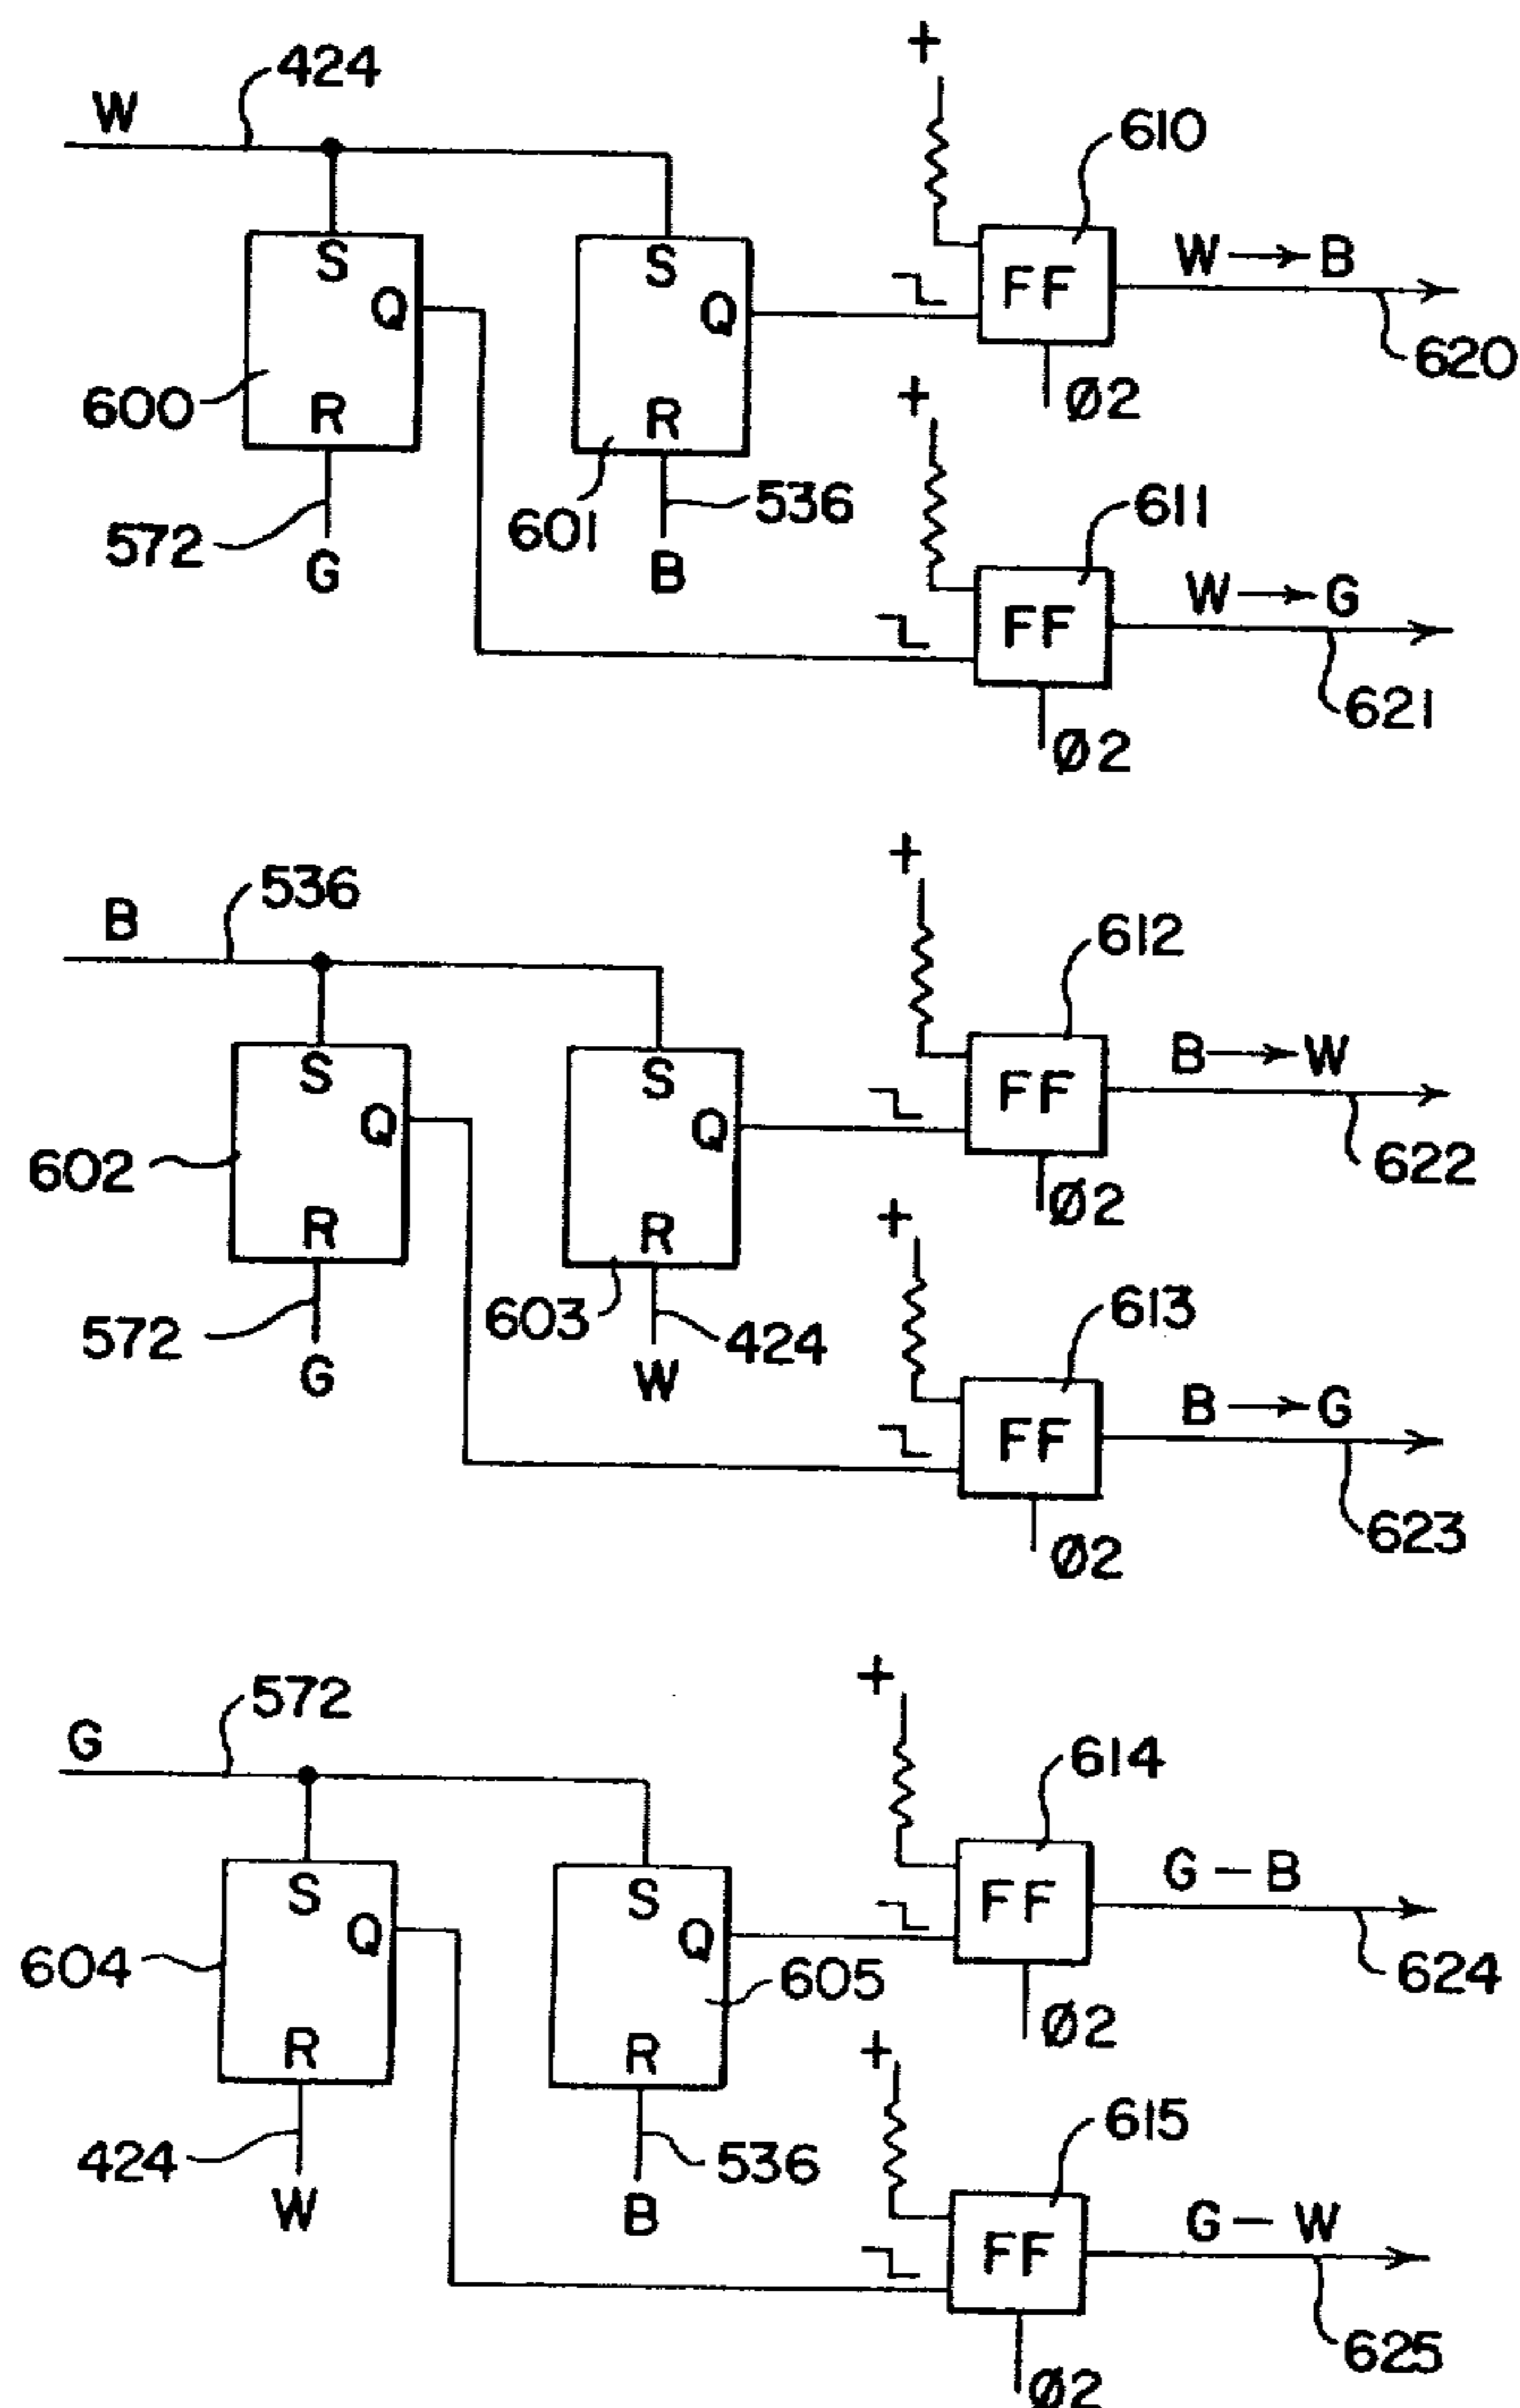 424
W
+
610
S
Q
R
600
572
G
S
Q
R
601
536
B
FF
W → B
620
Ø2
+
611
FF
W → G
621
Ø2
536
B
+
612
S
Q
R
602
572
G
S
Q
R
603
424
W
FF
B → W
622
Ø2
+
613
FF
B → G
623
Ø2
572
G
+
614
S
Q
R
604
424
W
S
Q
605
R
536
B
FF
G – B
624
Ø2
+
615
FF
G – W
625
Ø2